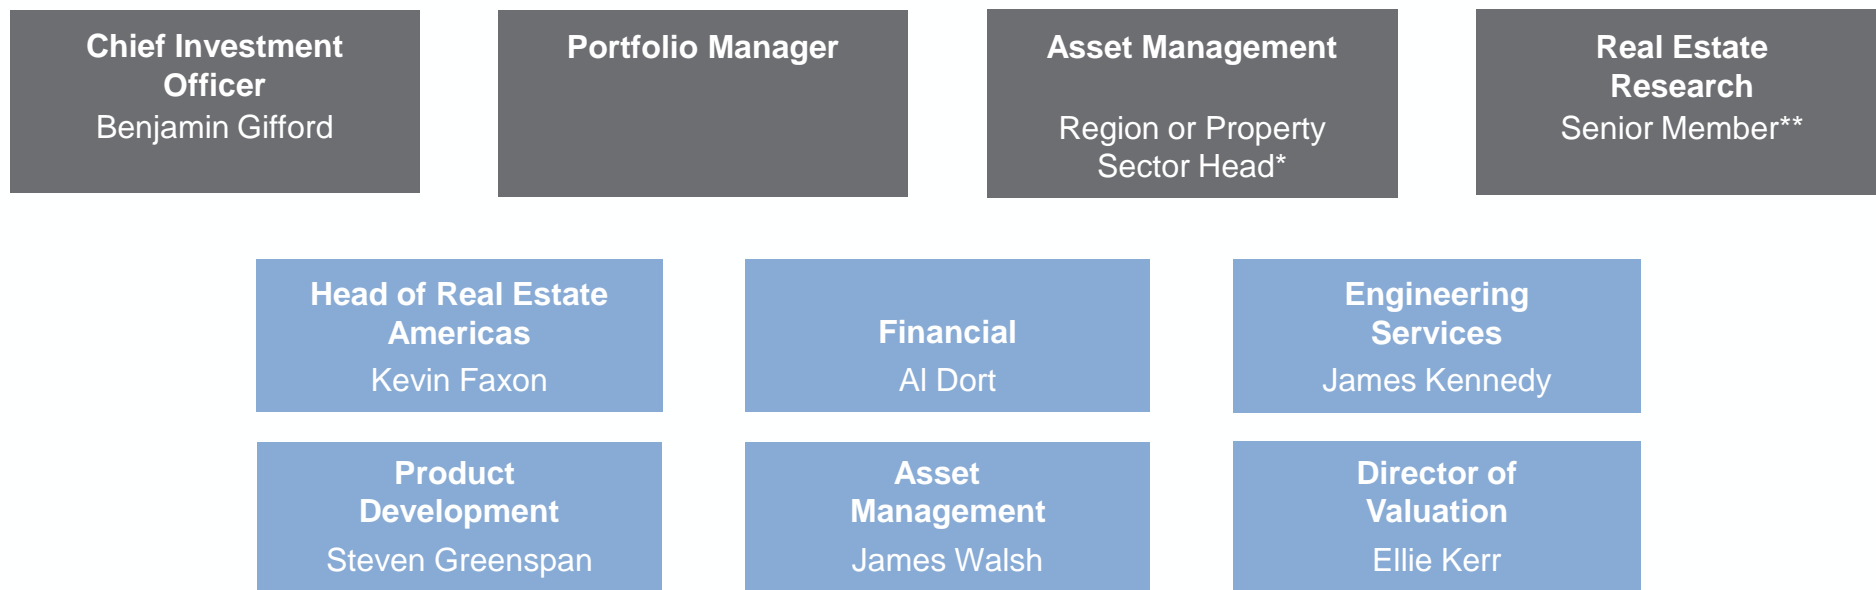 Chief Investment
Officer
Benjamin Gifford
Portfolio Manager
Asset Management
Region or Property
Sector Head*
Real Estate
Research
Senior Member**
Head of Real Estate
Americas
Kevin Faxon
Financial
Al Dort
Engineering
Services
James Kennedy
Product
Development
Steven Greenspan
Asset
Management
James Walsh
Director of
Valuation
Ellie Kerr